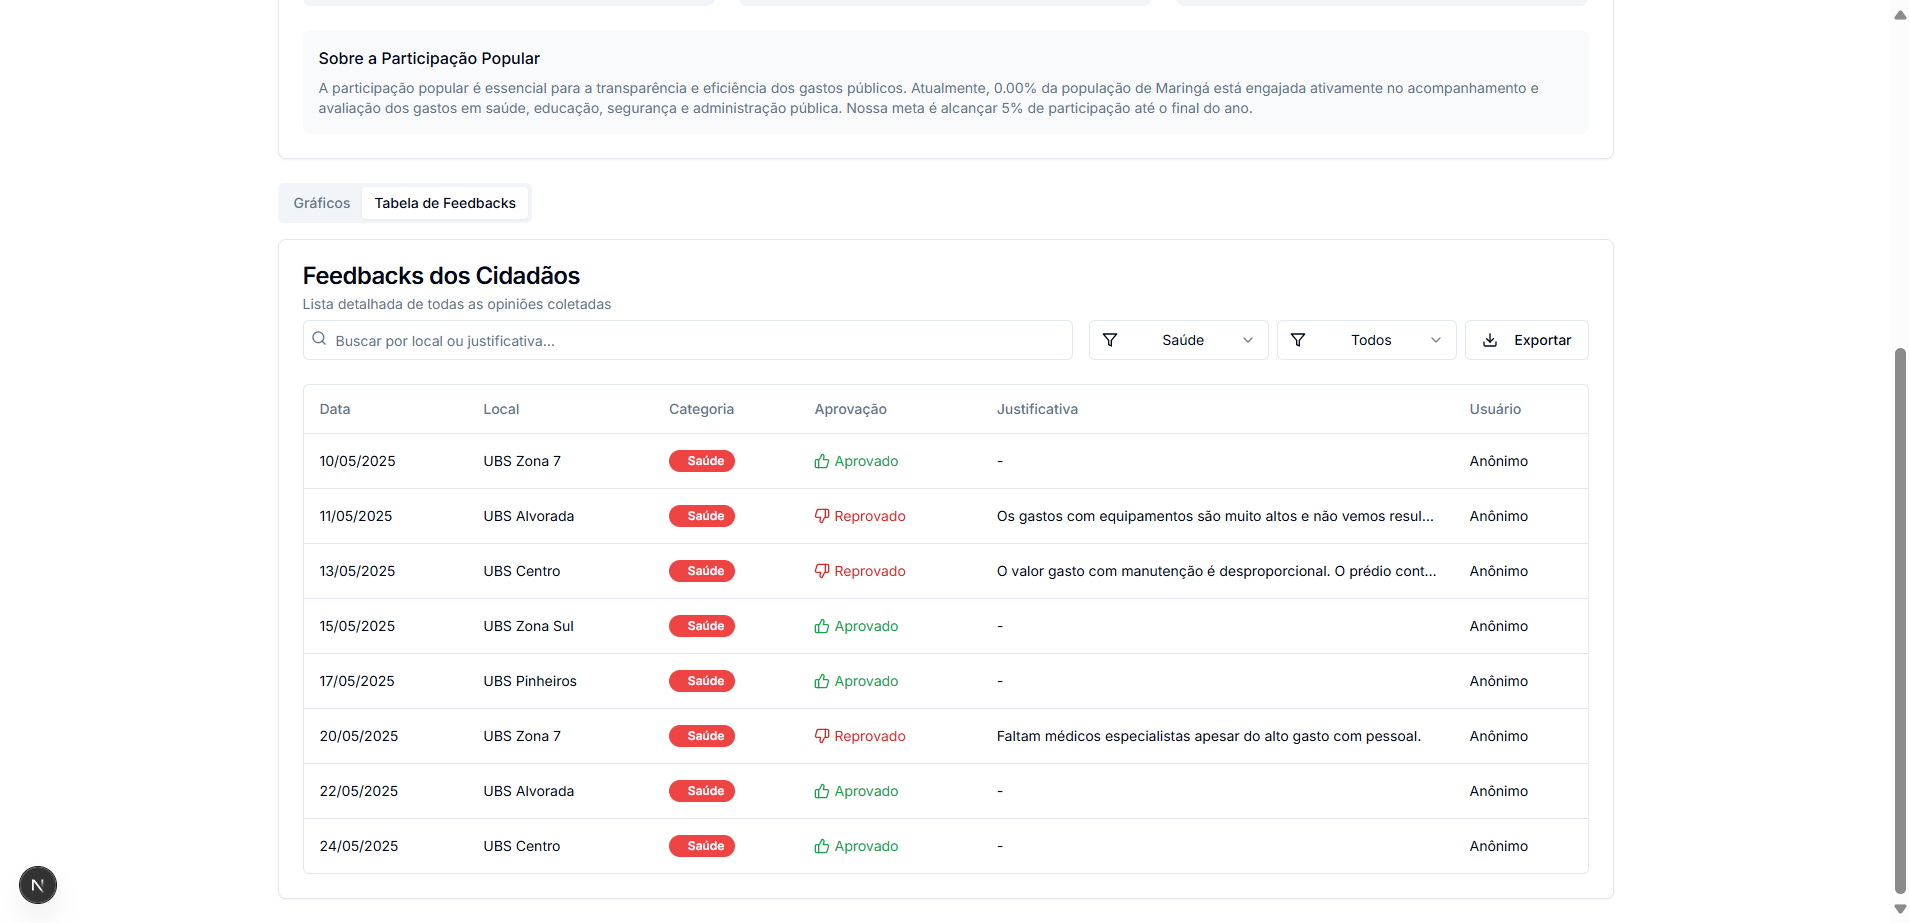 Sobre a Participação Popular
A participação popular é essencial para a transparência e eficiência dos gastos públicos. Atualmente, 0.00% da população de Maringá está engajada ativamente no acompanhamento e
avaliação dos gastos em saúde, educação, segurança e administração pública. Nossa meta é alcançar 5% de participação até o final do ano.
Gráficos Tabela de Feedbacks
Feedbacks dos Cidadãos
Lista detalhada de todas as opiniões coletadas
Buscar por local ou justificativa... Saúde Todos Exportar
Data Local Categoria Aprovação Justificativa Usuário
10/05/2025 UBS Zona 7 Saúde Aprovado - Anônimo
11/05/2025 UBS Alvorada Saúde Reprovado Os gastos com equipamentos são muito altos e não vemos resul... Anônimo
13/05/2025 UBS Centro Saúde Reprovado O valor gasto com manutenção é desproporcional. O prédio cont... Anônimo
15/05/2025 UBS Zona Sul Saúde Aprovado - Anônimo
17/05/2025 UBS Pinheiros Saúde Aprovado - Anônimo
20/05/2025 UBS Zona 7 Saúde Reprovado Faltam médicos especialistas apesar do alto gasto com pessoal. Anônimo
22/05/2025 UBS Alvorada Saúde Aprovado - Anônimo
24/05/2025 UBS Centro Saúde Aprovado - Anônimo
N